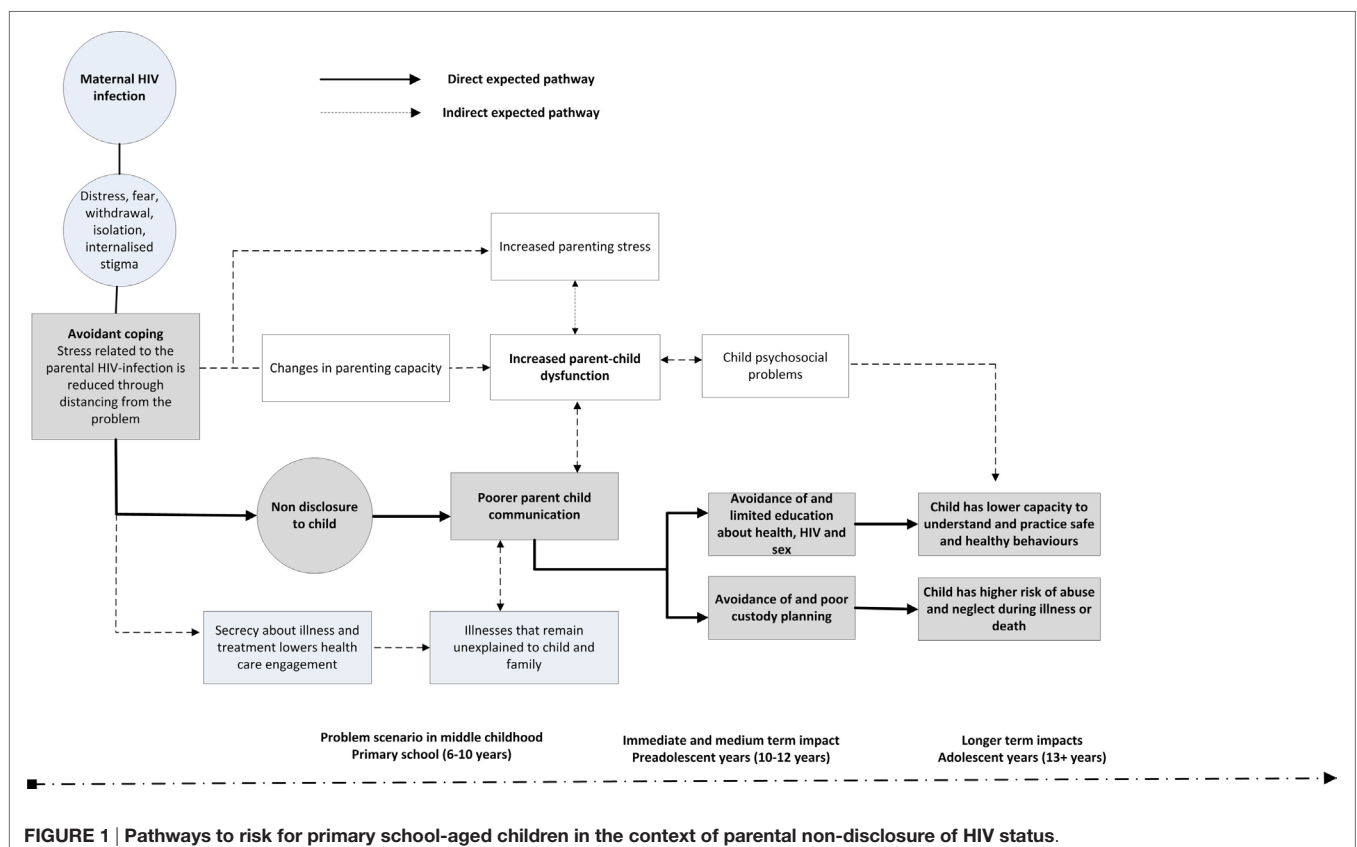 Maternal HIV
infection
Direct expected pathway
Indirect expected pathway
Distress, fear,
withdrawal,
isolation,
internalised
stigma
Increased parenting stress
Avoidant coping
Stress related to the
parental HIV-infection is
reduced through
distancing from the
problem
Changes in parenting capacity
Increased parent-child
dysfunction
Child psychosocial
problems
Non disclosure
to child
Poorer parent child
communication
Avoidance of and
limited education
about health, HIV and
sex
Child has lower capacity to
understand and practice safe
and healthy behaviours
Avoidance of and poor
custody planning
Child has higher risk of abuse
and neglect during illness or
death
Secrecy about illness and
treatment lowers health
care engagement
Illnesses that remain
unexplained to child and
family
Problem scenario in middle childhood
Primary school (6-10 years)
Immediate and medium term impact
Preadolescent years (10-12 years)
Longer term impacts
Adolescent years (13+ years)
FIGURE 1 | Pathways to risk for primary school-aged children in the context of parental non-disclosure of HIV status.